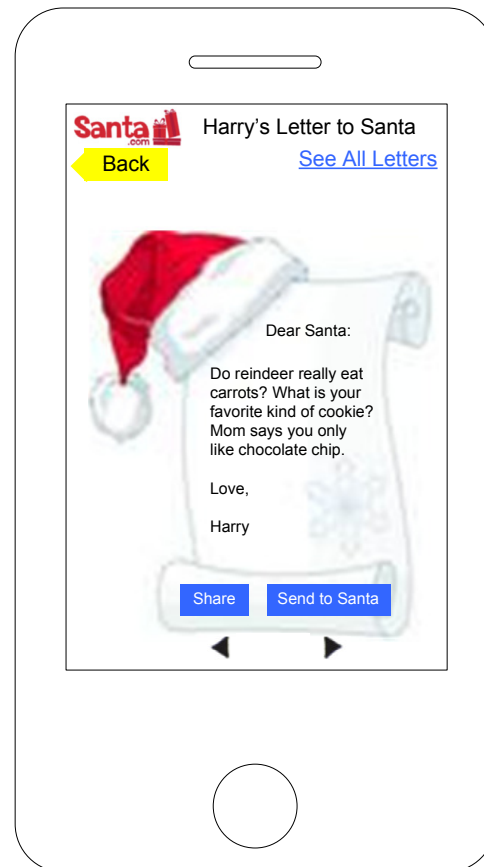 Santa
.com
Harry's Letter to Santa
Back
See All Letters
Dear Santa:
Do reindeer really eat
carrots? What is your
favorite kind of cookie?
Mom says you only
like chocolate chip.
Love,
Harry
Share
Send to Santa